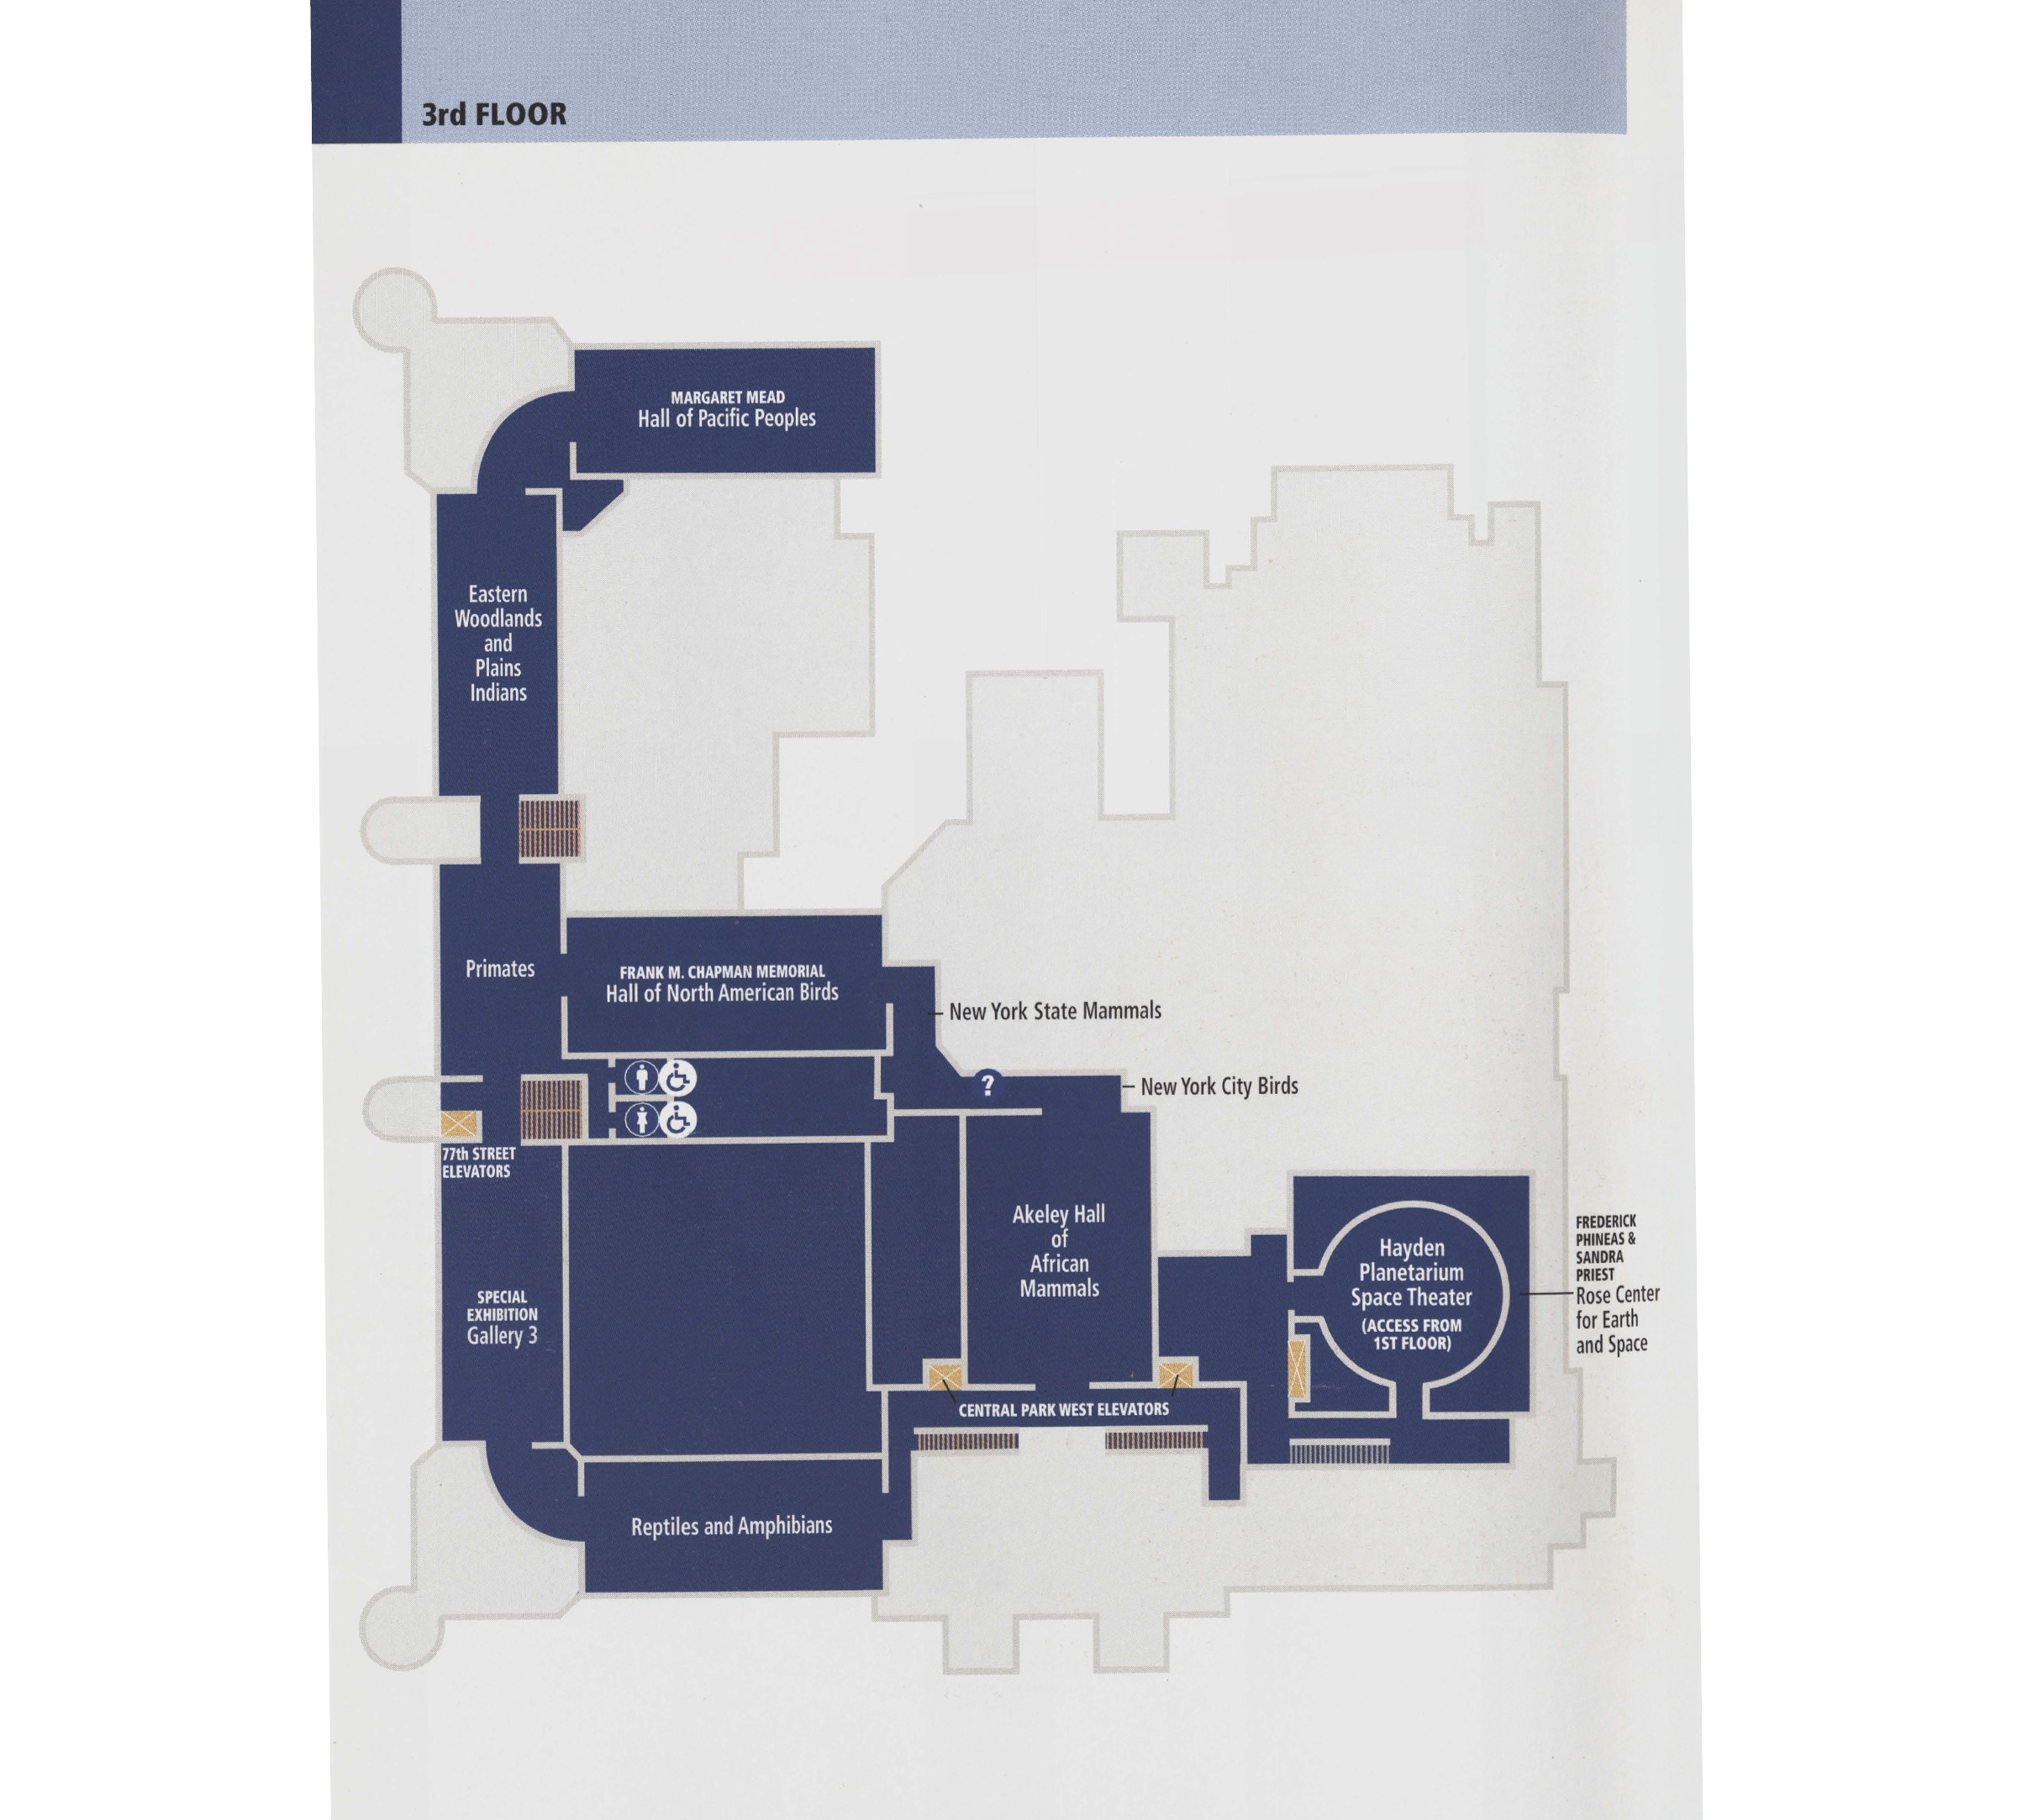 3rd FLOOR
MARGARET MEAD
Hall of Pacific Peoples
Eastern
Woodlands
and
Plains
Indians
Primates
FRANK M. CHAPMAN MEMORIAL
Hall of North American Birds
New York State Mammals
?
New York City Birds
77th STREET
ELEVATORS
Akeley Hall
of
African
Mammals
Hayden
Planetarium
Space Theater
(ACCESS FROM
1ST FLOOR)
FREDERICK
PHINEAS &
SANDRA
PRIEST
Rose Center
for Earth
and Space
SPECIAL
EXHIBITION
Gallery 3
CENTRAL PARK WEST ELEVATORS
Reptiles and Amphibians